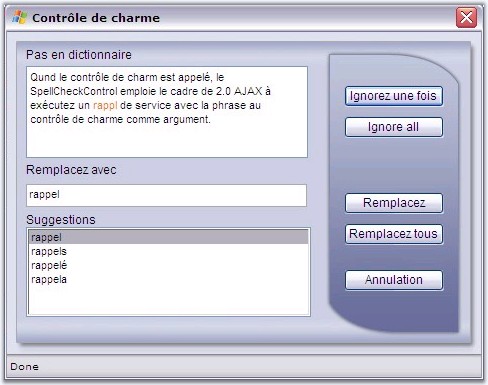 Contrôle de charme
Pas en dictionnaire
Qund le contrôle de charm est appelé, le
SpellCheckControl emploie le cadre de 2.0 AJAX à
exécutez un rappl de service avec la phrase au
contrôle de charme comme argument.
Remplacez avec
rappel
Suggestions
rappel
rappels
rappelé
rappela
Ignorez une fois
Ignore all
Remplacez
Remplacez tous
Annulation
Done